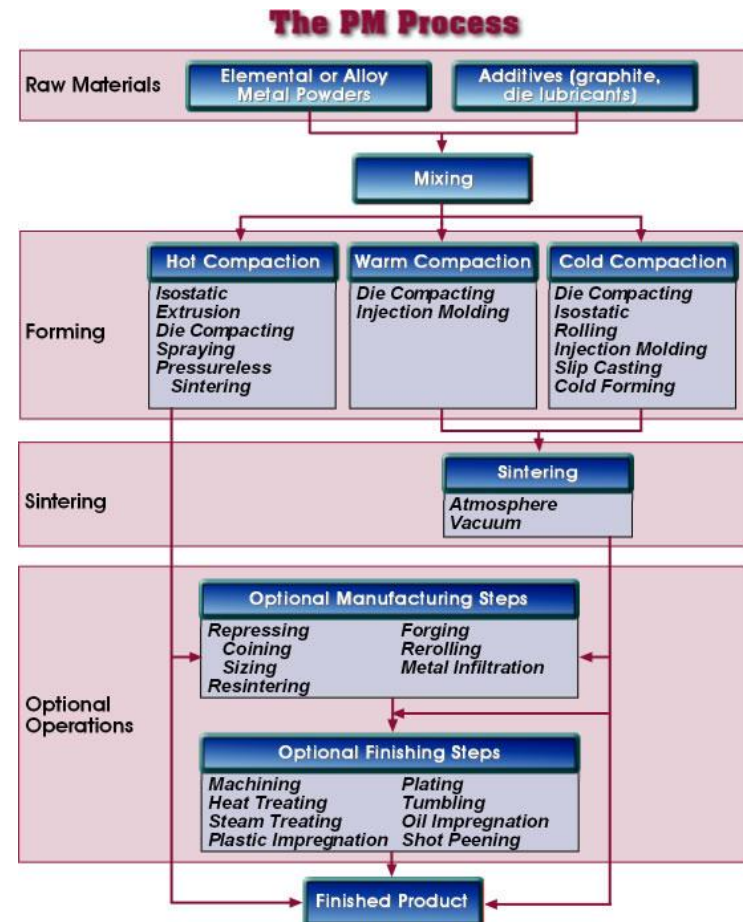 The PM Process
Raw Materials
Elemental or Alloy
Metal Powders
Additives (graphite,
die lubricants)
Mixing
Forming
Hot Compaction
Isostatic
Extrusion
Die Compacting
Spraying
Pressureless
Sintering
Warm Compaction
Die Compacting
Injection Molding
Cold Compaction
Die Compacting
Isostatic
Rolling
Injection Molding
Slip Casting
Cold Forming
Sintering
Sintering
Atmosphere
Vacuum
Optional
Operations
Optional Manufacturing Steps
Repressing
Coining
Sizing
Resintering
Forging
Rerolling
Metal Infiltration
Optional Finishing Steps
Machining
Heat Treating
Steam Treating
Plastic Impregnation
Plating
Tumbling
Oil Impregnation
Shot Peening
Finished Product